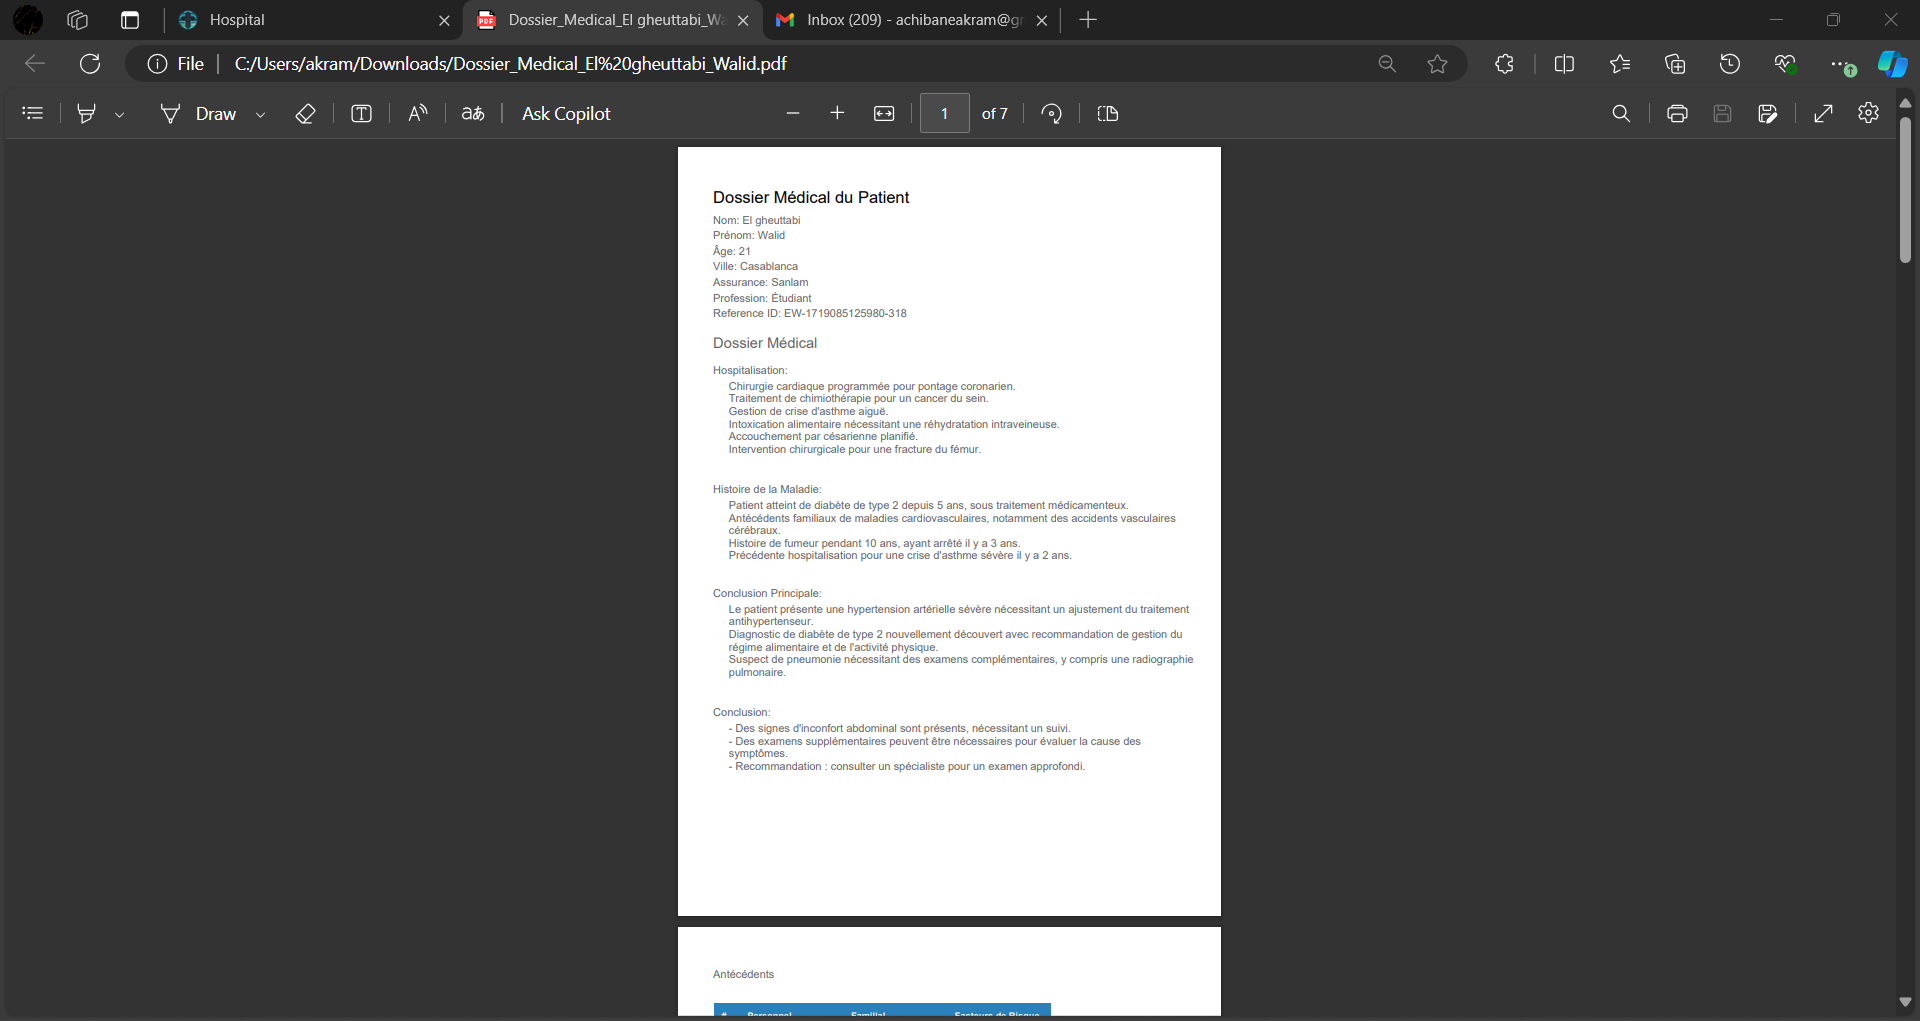 Hospital
Dossier_Medical_El gheuttabi_Wa
Inbox (209) - achibaneakram@g
File
C:/Users/akram/Downloads/Dossier_Medical_El%20gheuttabi_Walid.pdf
Draw
Ask Copilot
1 of 7
Dossier Médical du Patient
Nom: El gheuttabi
Prénom: Walid
Âge: 21
Ville: Casablanca
Assurance: Sanlam
Profession: Étudiant
Reference ID: EW-1719085125980-318
Dossier Médical
Hospitalisation:
Chirurgie cardiaque programmée pour pontage coronarien.
Traitement de chimiothérapie pour un cancer du sein.
Gestion de crise d'asthme aiguë.
Intoxication alimentaire nécessitant une réhydratation intraveineuse.
Accouchement par césarienne planifié.
Intervention chirurgicale pour une fracture du fémur.
Histoire de la Maladie:
Patient atteint de diabète de type 2 depuis 5 ans, sous traitement médicamenteux.
Antécédents familiaux de maladies cardiovasculaires, notamment des accidents vasculaires
cérébraux.
Histoire de fumeur pendant 10 ans, ayant arrêté il y a 3 ans.
Précédente hospitalisation pour une crise d'asthme sévère il y a 2 ans.
Conclusion Principale:
Le patient présente une hypertension artérielle sévère nécessitant un ajustement du traitement
antihypertenseur.
Diagnostic de diabète de type 2 nouvellement découvert avec recommandation de gestion du
régime alimentaire et de l'activité physique.
Suspect de pneumonie nécessitant des examens complémentaires, y compris une radiographie
pulmonaire.
Conclusion:
- Des signes d'inconfort abdominal sont présents, nécessitant un suivi.
- Des examens supplémentaires peuvent être nécessaires pour évaluer la cause des
symptômes.
- Recommandation : consulter un spécialiste pour un examen approfondi.
Antécédents
# Personnel Familial Facteurs de Risque